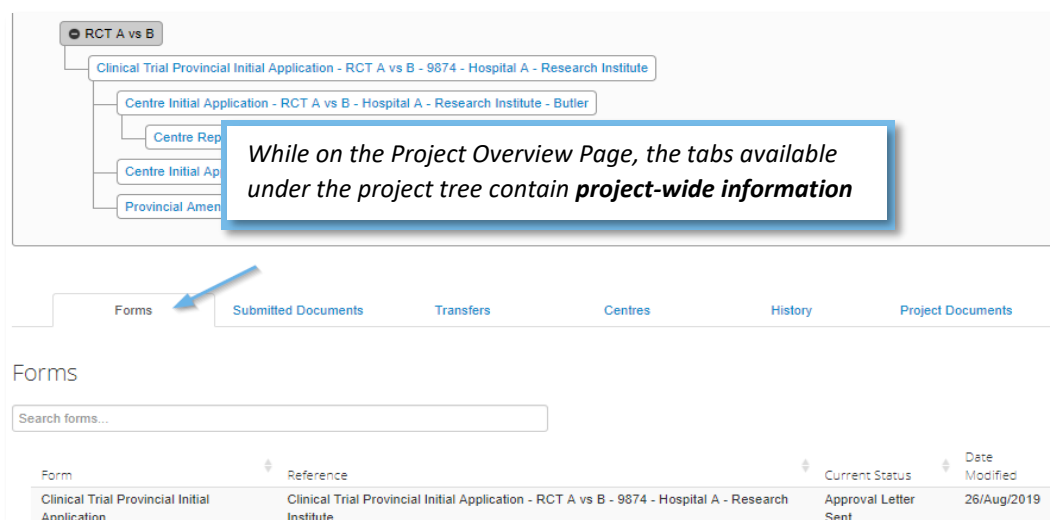 RCT A vs B
Clinical Trial Provincial Initial Application - RCT A vs B - 9874 - Hospital A - Research Institute
Centre Initial Application - RCT A vs B - Hospital A - Research Institute - Butler
Centre Rep
Centre Initial Ap
Provincial Amen
While on the Project Overview Page, the tabs available
under the project tree contain project-wide information
Forms Submitted Documents Transfers Centres History Project Documents
Forms
Search forms...
Form Reference Current Status Date
Modified
Clinical Trial Provincial Initial Clinical Trial Provincial Initial Application - RCT A vs B - 9874 - Hospital A - Research Approval Letter 26/Aug/2019
Application Institute Sent